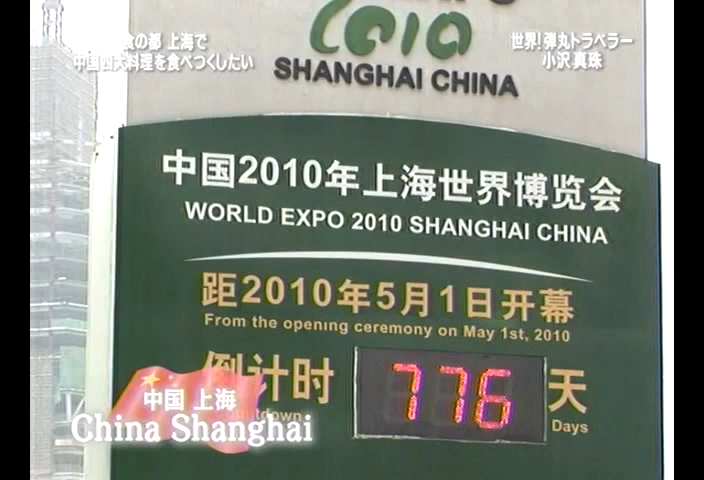 食の都 上海で
中国四大料理を食べつくしたい
世界!弾丸トラベラー
小沢 真珠
2010
SHANGHAI CHINA
中国2010年上海世界博览会
WORLD EXPO 2010 SHANGHAI CHINA
距2010年5月1日开幕
From the opening ceremony on May 1st, 2010
倒计时 776 天
Days
中国 上海
China Shanghai